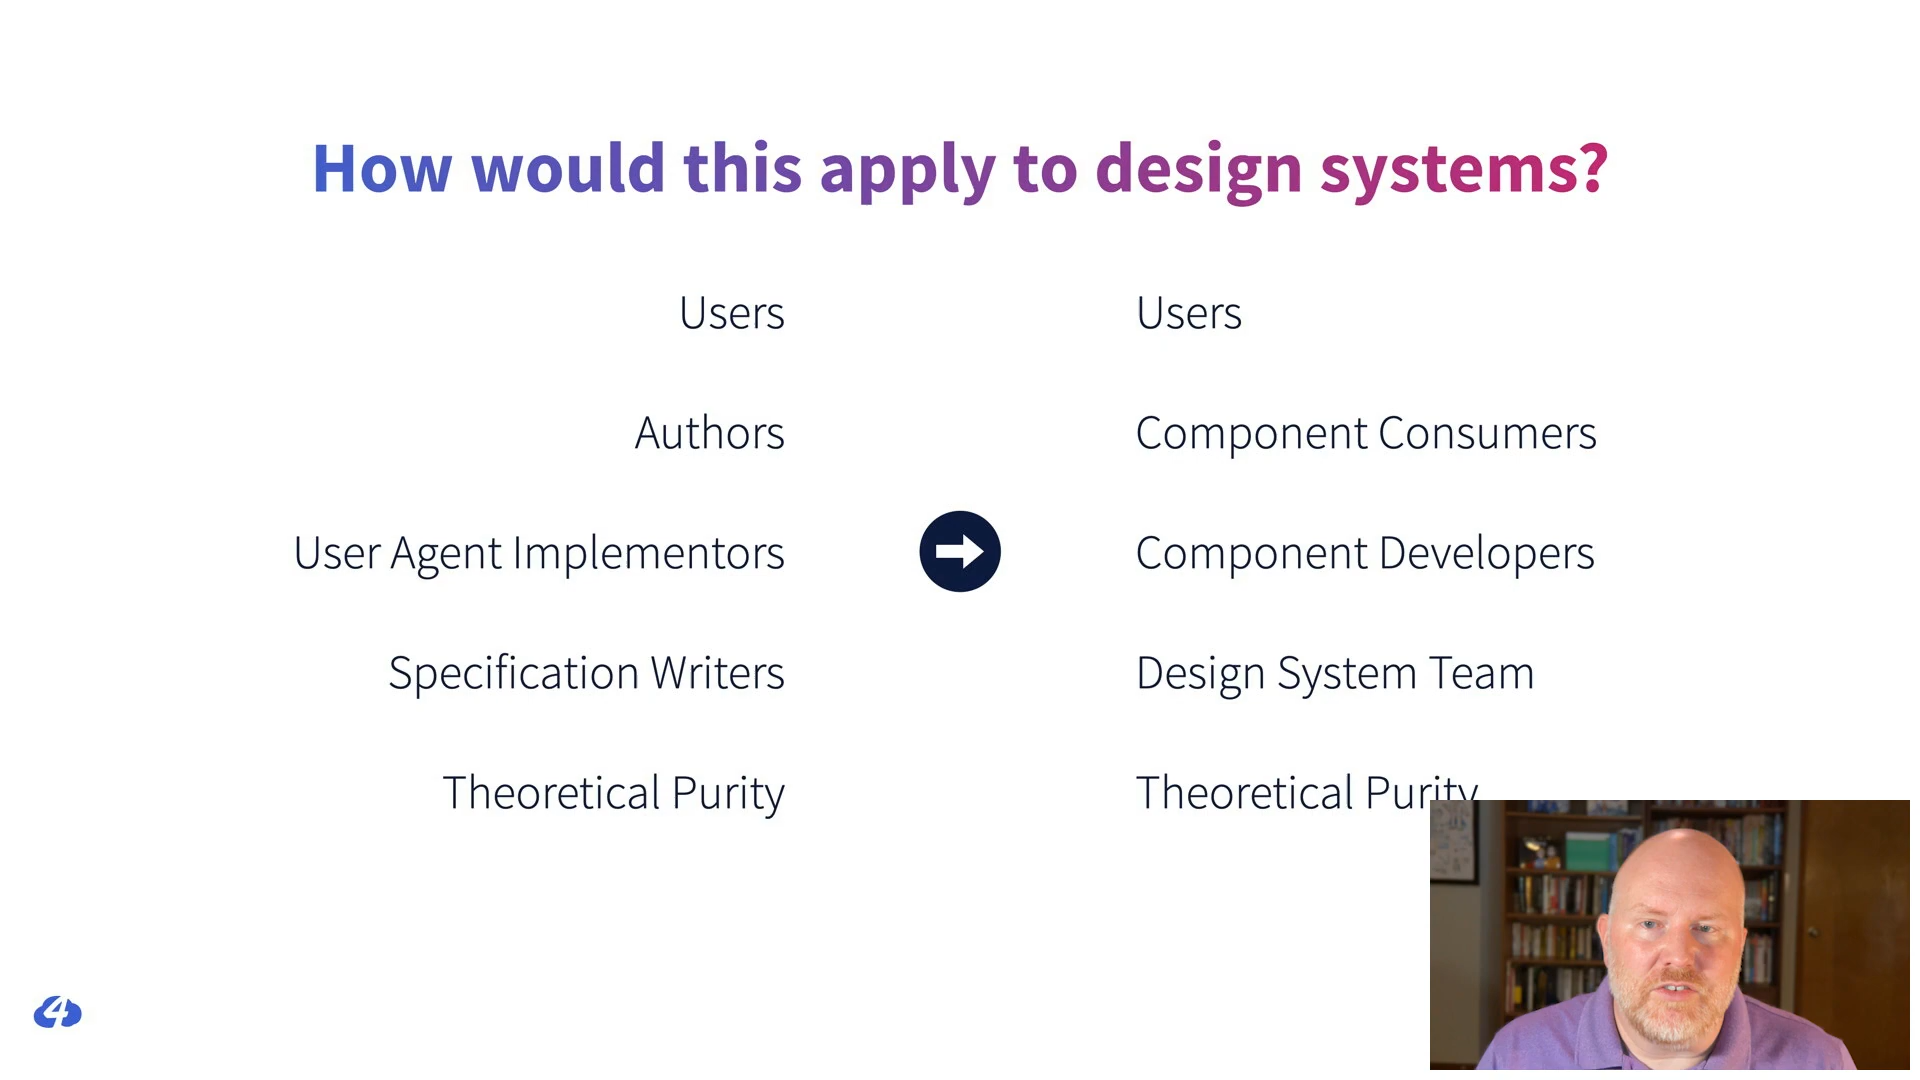 How would this apply to design systems?
Users
Users
Authors
Component Consumers
User Agent Implementors
Component Developers
Specification Writers
Design System Team
Theoretical Purity
Theoretical Purity
4